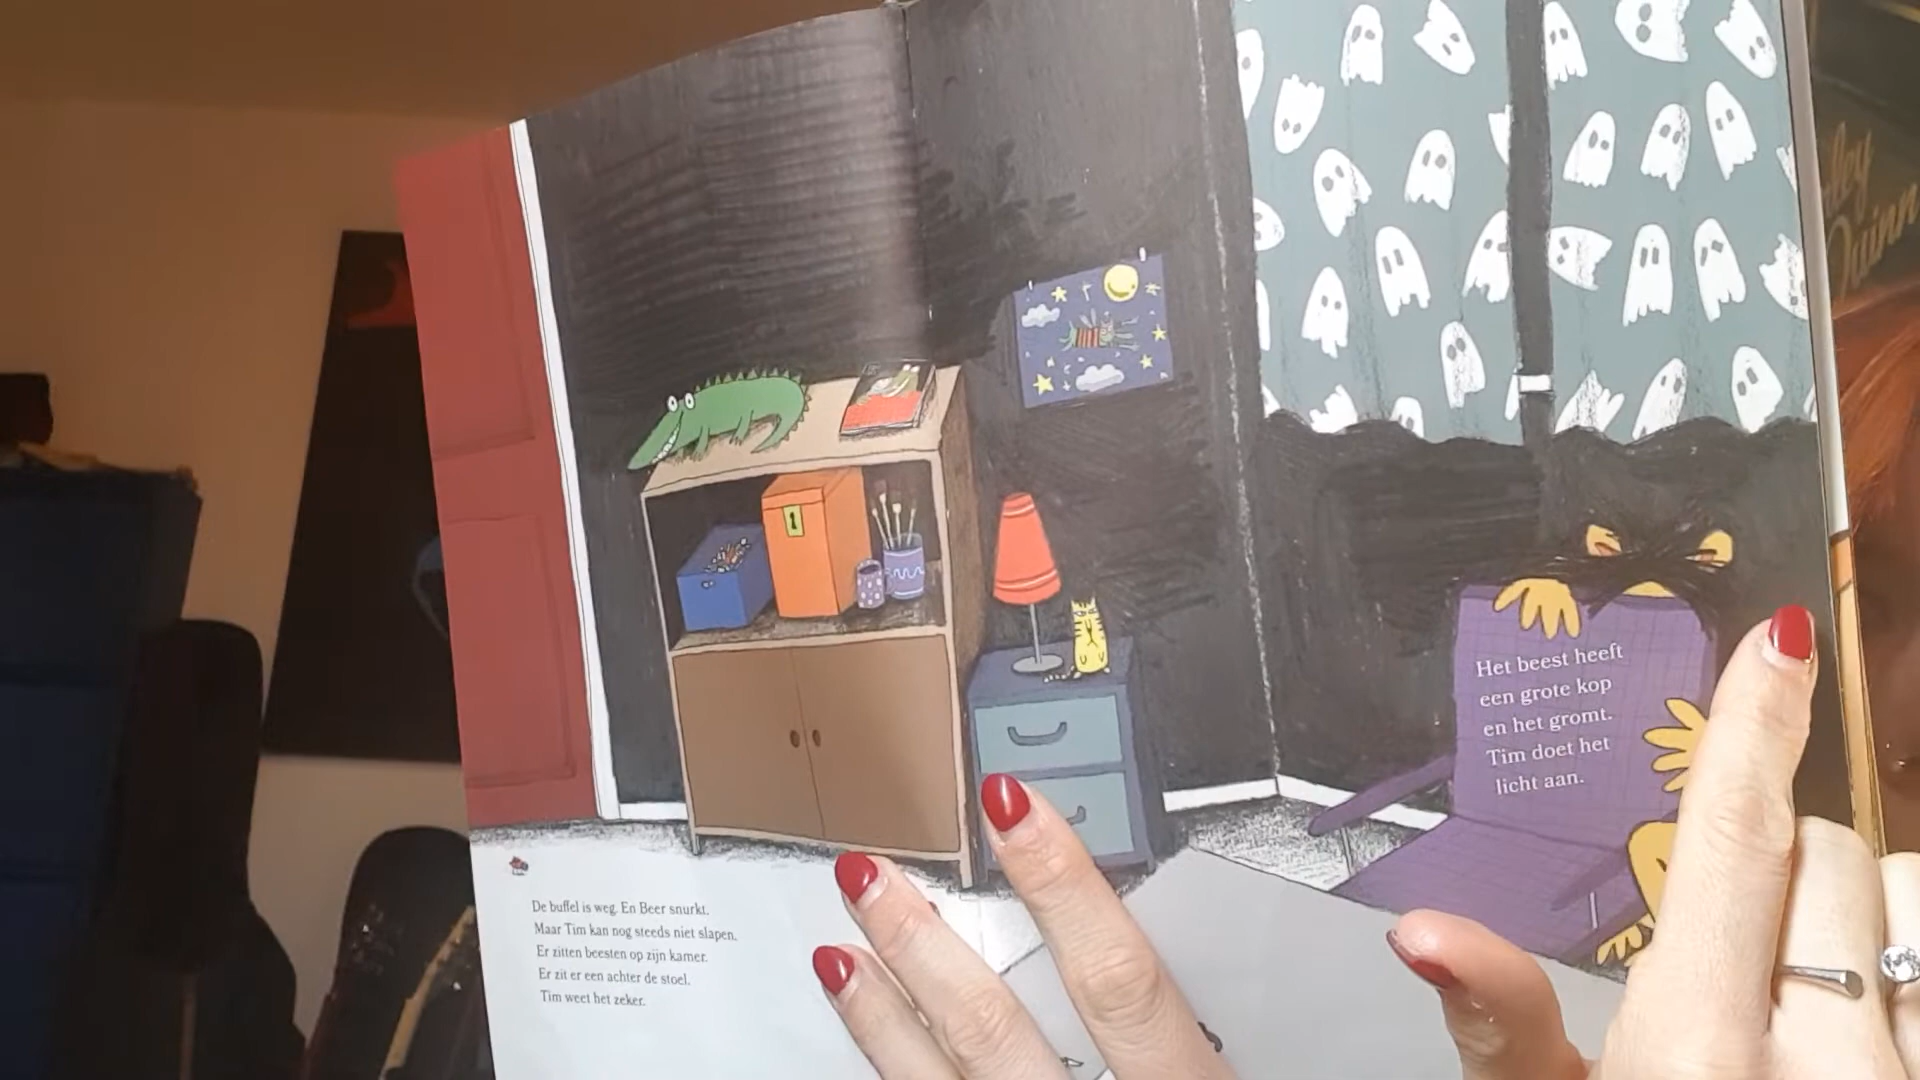 De buffel is weg. En Beer snurkt.
Maar Tim kan nog steeds niet slapen.
Er zitten beesten op zijn kamer.
Er zit er een achter de stoel.
Tim weet het zeker.
Het beest heeft
een grote kop
en het gromt.
Tim doet het
licht aan.
Quinn